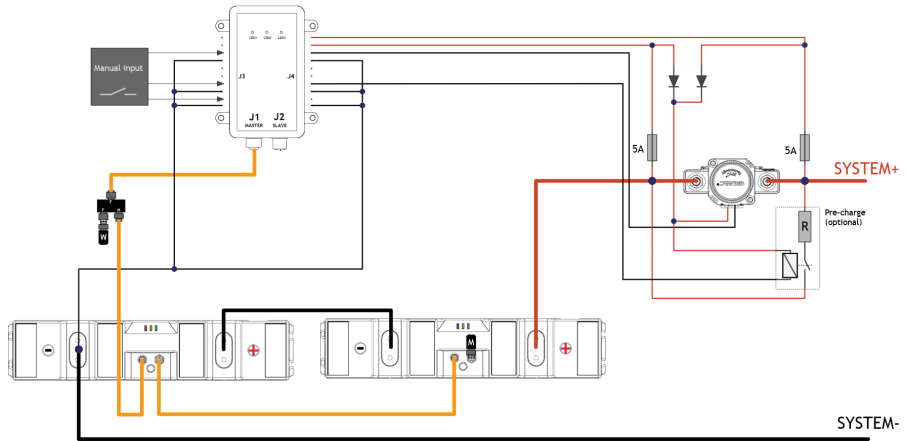 LED1 LED2 LED3
Manual input
J3
J4
J1
J2
MASTER
SLAVE
5A
5A
SYSTEM+
Pre-charge
(optional)
R
W
M
SYSTEM-